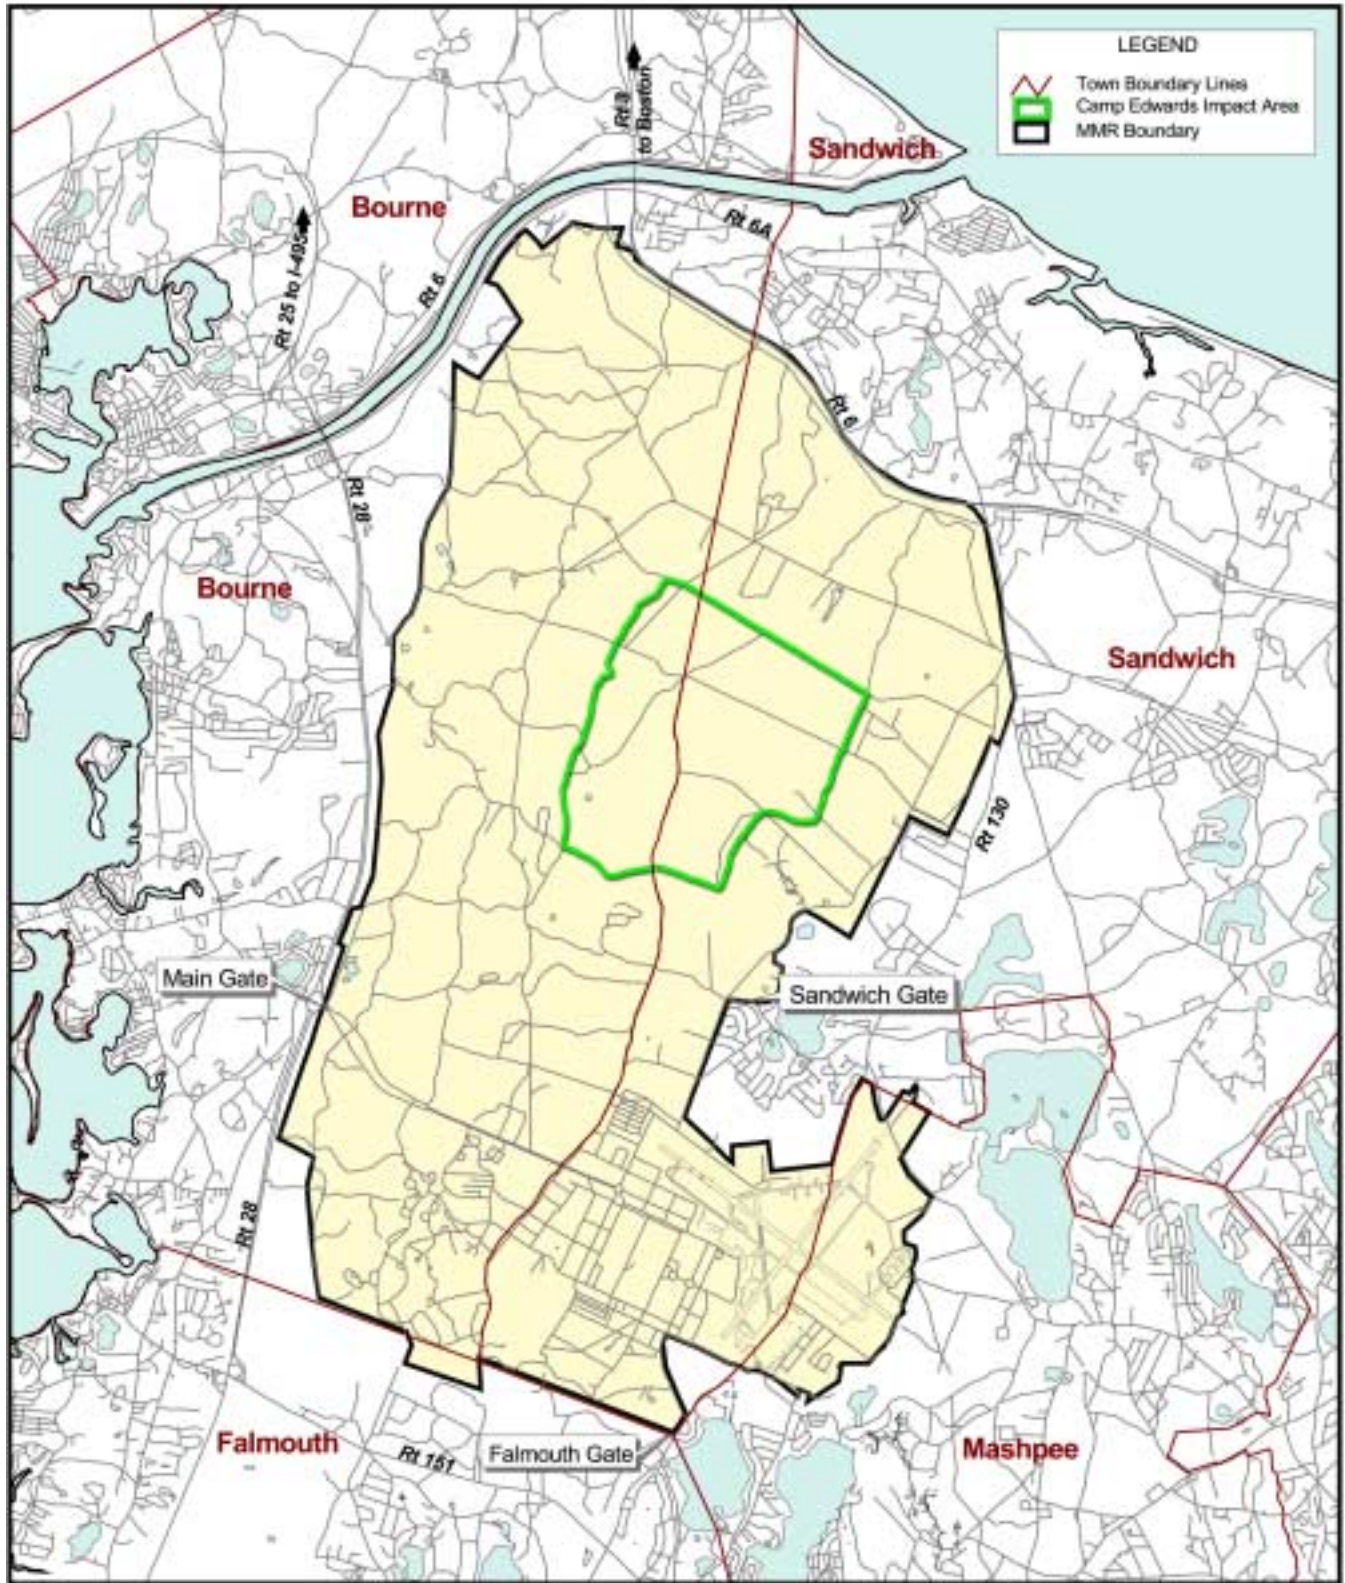 LEGEND
Town Boundary Lines
Camp Edwards Impact Area
MMR Boundary
Rt 3
to Boston
Sandwich
Bourne
Rt 6A
Rt 25 to I-495
Rt 6
Rt 6
Rt 28
Bourne
Sandwich
Rt 130
Main Gate
Sandwich Gate
Rt 28
Falmouth
Rt 151
Falmouth Gate
Mashpee